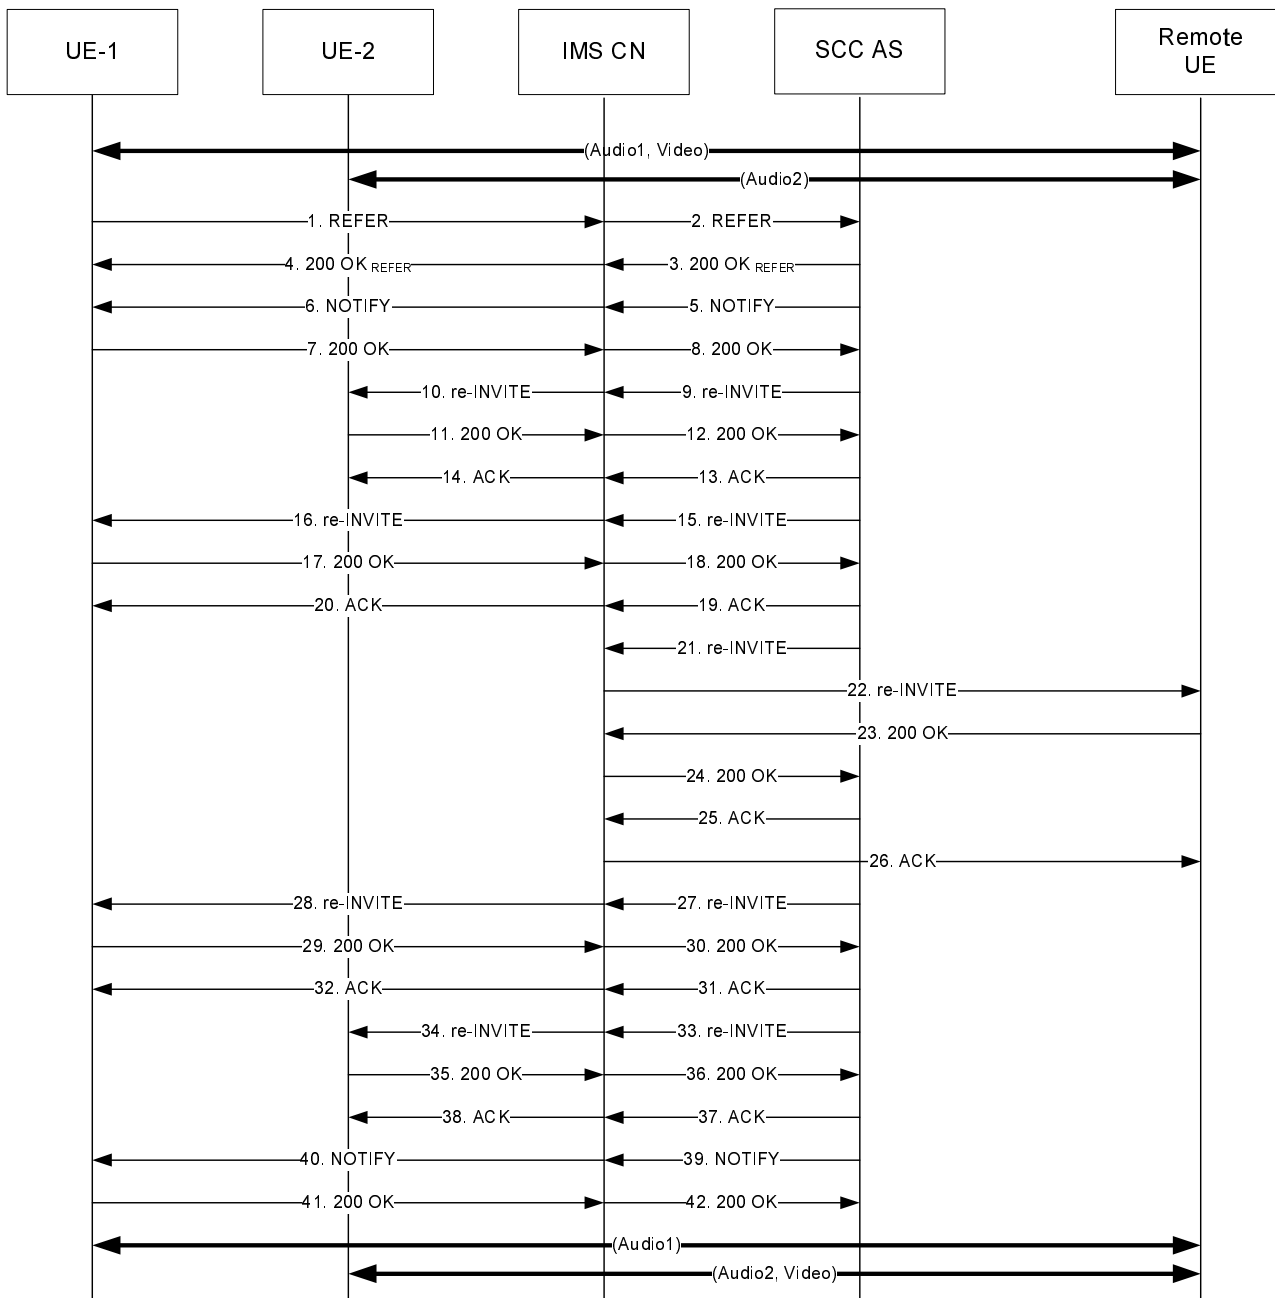 UE-1
UE-2
IMS CN
SCC AS
Remote
UE
(Audio1, Video)
(Audio2)
1. REFER
2. REFER
4. 200 OK REFER
3. 200 OK REFER
6. NOTIFY
5. NOTIFY
7. 200 OK
8. 200 OK
10. re-INVITE
9. re-INVITE
11. 200 OK
12. 200 OK
14. ACK
13. ACK
16. re-INVITE
15. re-INVITE
17. 200 OK
18. 200 OK
20. ACK
19. ACK
21. re-INVITE
22. re-INVITE
23. 200 OK
24. 200 OK
25. ACK
26. ACK
28. re-INVITE
27. re-INVITE
29. 200 OK
30. 200 OK
32. ACK
31. ACK
34. re-INVITE
33. re-INVITE
35. 200 OK
36. 200 OK
38. ACK
37. ACK
40. NOTIFY
39. NOTIFY
41. 200 OK
42. 200 OK
(Audio1)
(Audio2, Video)